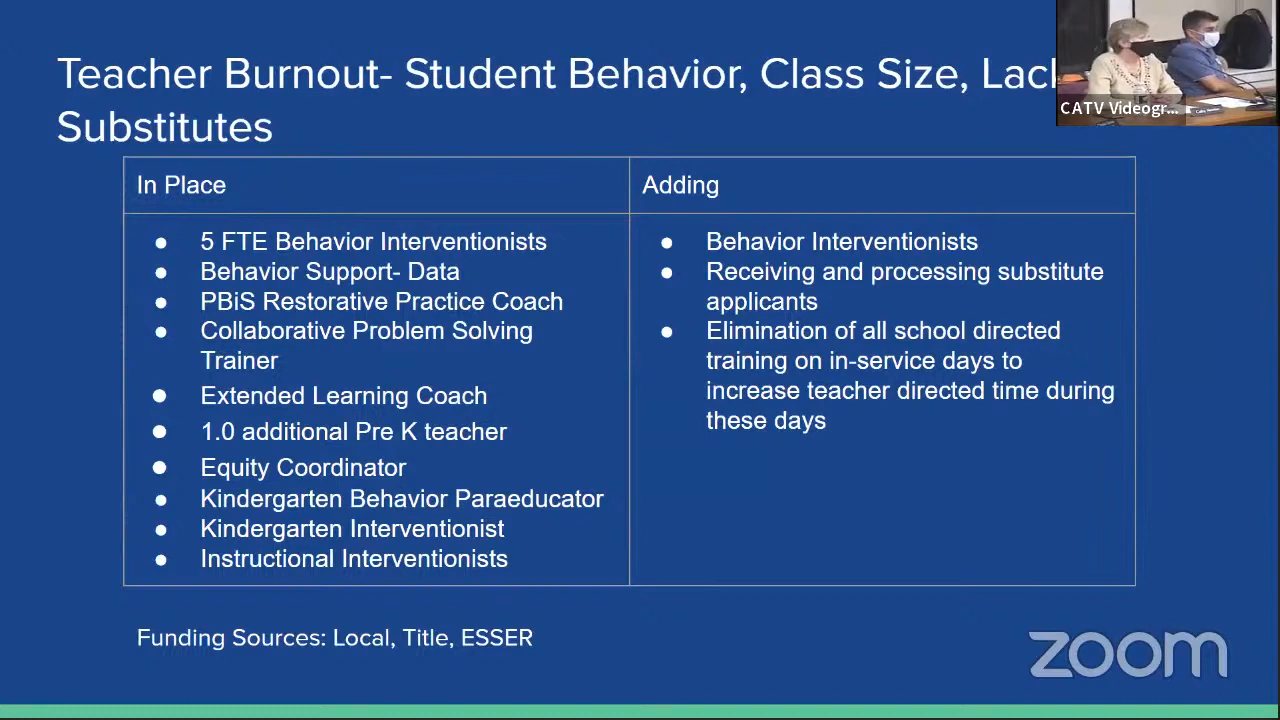 Teacher Burnout- Student Behavior, Class Size,
Substitutes
CATV Videogr...
In Place
Adding
● 5 FTE Behavior Interventionists
● Behavior Support- Data
● PBiS Restorative Practice Coach
● Collaborative Problem Solving
Trainer
● Extended Learning Coach
● 1.0 additional Pre K teacher
● Equity Coordinator
● Kindergarten Behavior Paraeducator
● Kindergarten Interventionist
● Instructional Interventionists
● Behavior Interventionists
● Receiving and processing substitute
applicants
● Elimination of all school directed
training on in-service days to
increase teacher directed time during
these days
Funding Sources: Local, Title, ESSER
zoom